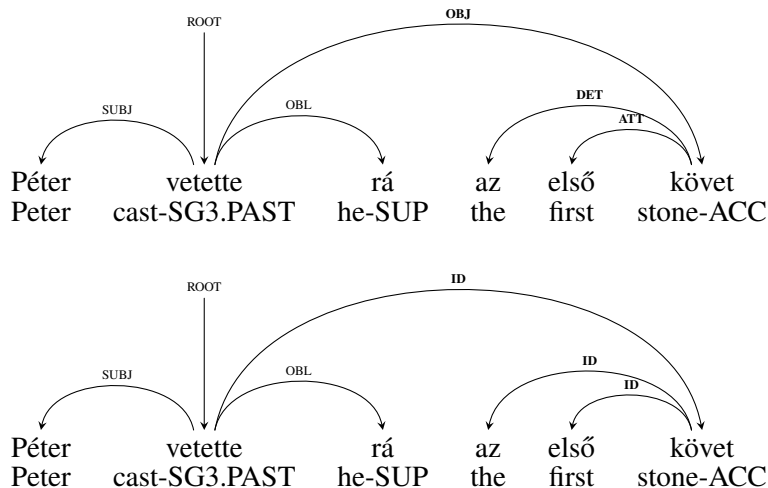 ROOT OBJ
DET
SUBJ OBL ATT
Péter vetette rá az első követ
Peter cast-SG3.PAST he-SUP the first stone-ACC
ROOT ID
ID
SUBJ OBL ID
Péter vetette rá az első követ
Peter cast-SG3.PAST he-SUP the first stone-ACC